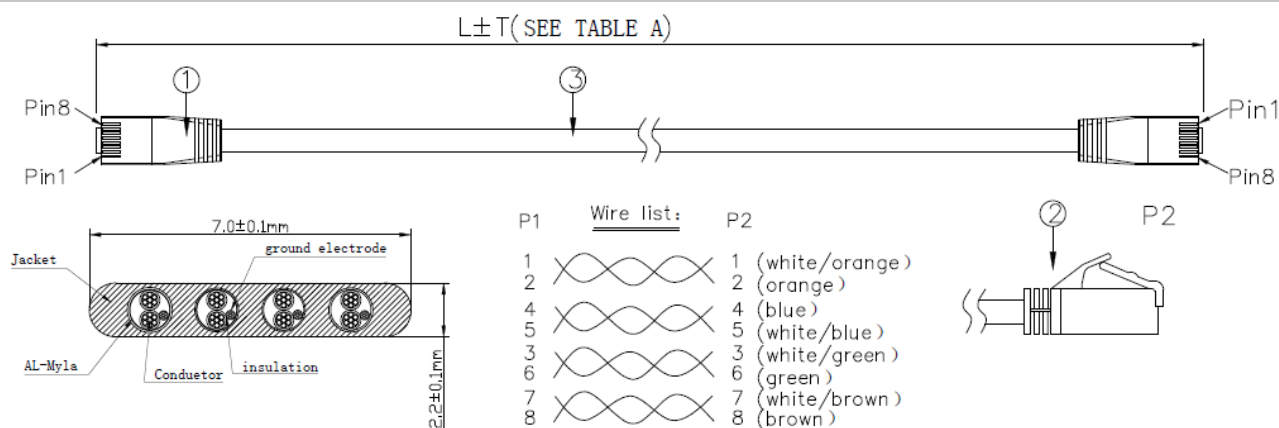 L±T(SEE TABLE A)
1
3
Pin8
Pin1
Pin1
Pin8
7.0±0.1mm
Jacket
ground electrode
AL-Myla
Conduetor
insulation
2.2±0.1mm
P1 Wire list: P2
1 1 (white/orange)
2 2 (orange)
4 4 (blue)
5 5 (white/blue)
3 3 (white/green)
6 6 (green)
7 7 (white/brown)
8 8 (brown)
2
P2